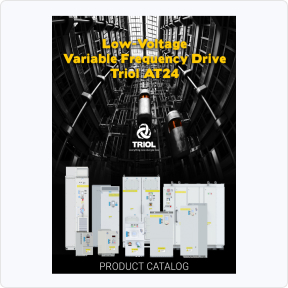 Low-Voltage
Variable Frequency Drive
Triol AT24
TRIOL
PRODUCT CATALOG